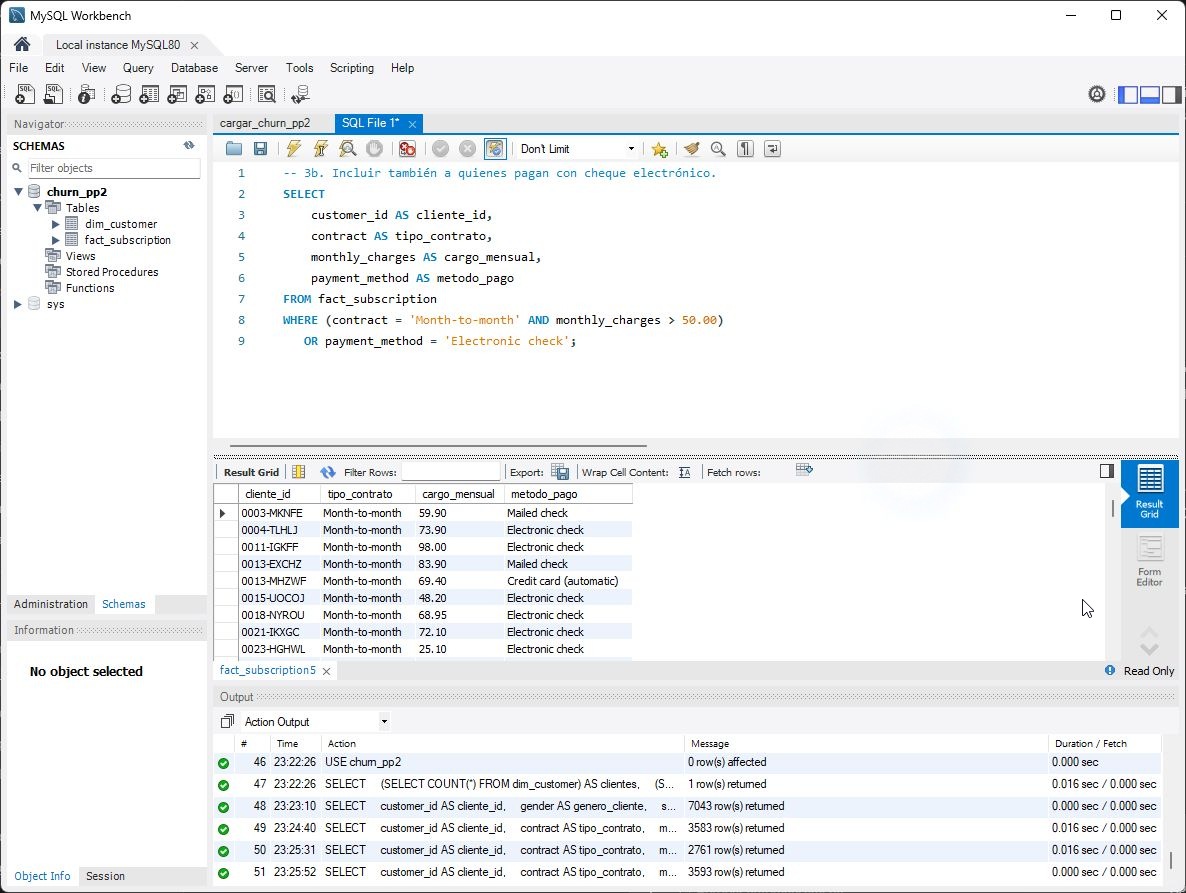 MySQL Workbench
Local instance MySQL80
File Edit View Query Database Server Tools Scripting Help
Navigator
SCHEMAS
Filter objects
churn_pp2
Tables
dim_customer
fact_subscription
Views
Stored Procedures
Functions
sys
Administration Schemas
Information
No object selected
Object Info Session
cargar_churn_pp2 SQL File 1*
Don't Limit
1 -- 3b. Incluir también a quienes pagan con cheque electrónico.
2 SELECT
3 customer_id AS cliente_id,
4 contract AS tipo_contrato,
5 monthly_charges AS cargo_mensual,
6 payment_method AS metodo_pago
7 FROM fact_subscription
8 WHERE (contract = 'Month-to-month' AND monthly_charges > 50.00)
9 OR payment_method = 'Electronic check';
Result Grid Filter Rows: Export: Wrap Cell Content: Fetch rows:
cliente_id tipo_contrato cargo_mensual metodo_pago
0003-MKNFE Month-to-month 59.90 Mailed check
0004-TLHLJ Month-to-month 73.90 Electronic check
0011-IGKFF Month-to-month 98.00 Electronic check
0013-EXCHZ Month-to-month 83.90 Mailed check
0013-MHZWF Month-to-month 69.40 Credit card (automatic)
0015-UOCOJ Month-to-month 48.20 Electronic check
0018-NYROU Month-to-month 68.95 Electronic check
0021-IKXGC Month-to-month 72.10 Electronic check
0023-HGHWL Month-to-month 25.10 Electronic check
Result
Grid
Form
Editor
fact_subscription5
Read Only
Output
Action Output
# Time Action Message Duration / Fetch
46 23:22:26 USE churn_pp2 0 row(s) affected 0.000 sec
47 23:22:26 SELECT (SELECT COUNT(*) FROM dim_customer) AS clientes, (S... 1 row(s) returned 0.016 sec / 0.000 sec
48 23:23:10 SELECT customer_id AS cliente_id, gender AS genero_cliente, s... 7043 row(s) returned 0.000 sec / 0.000 sec
49 23:24:40 SELECT customer_id AS cliente_id, contract AS tipo_contrato, m... 3583 row(s) returned 0.016 sec / 0.000 sec
50 23:25:31 SELECT customer_id AS cliente_id, contract AS tipo_contrato, m... 2761 row(s) returned 0.016 sec / 0.000 sec
51 23:25:52 SELECT customer_id AS cliente_id, contract AS tipo_contrato, m... 3593 row(s) returned 0.000 sec / 0.000 sec